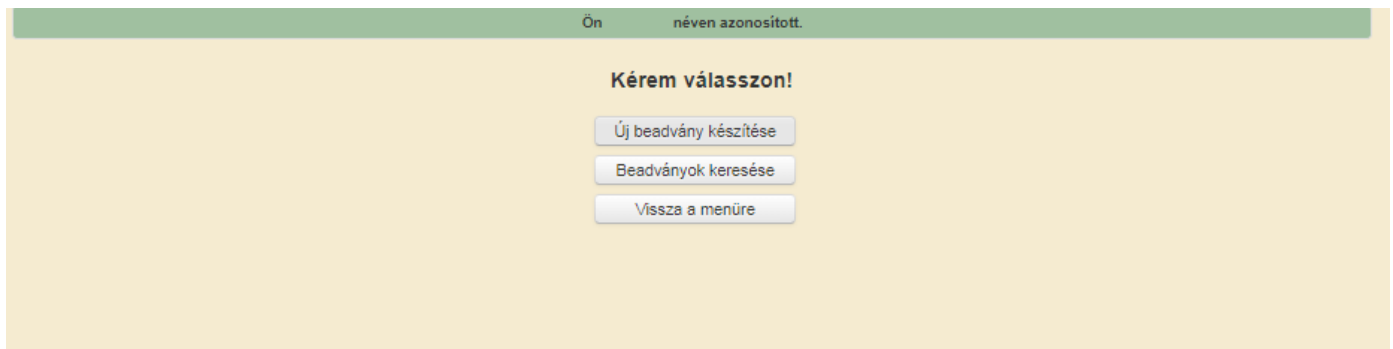 Ön néven azonosított.
Kérem válasszon!
Új beadvány készítése
Beadványok keresése
Vissza a menüre